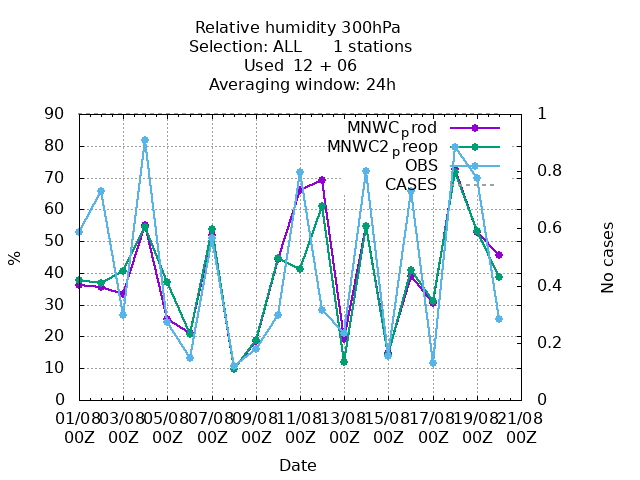 Relative humidity 300hPa
Selection: ALL 1 stations
Used 12 + 06
Averaging window: 24h
90 1
MNWCprod
80 MNWC2preop
OBS
70 0.8
CASES
60 0.6
50
% No cases
40 0.4
30
20 0.2
10
0 0
01/08 03/08 05/08 07/08 09/08 11/08 13/08 15/08 17/08 19/08 21/08
00Z 00Z 00Z 00Z 00Z 00Z 00Z 00Z 00Z 00Z 00Z
Date